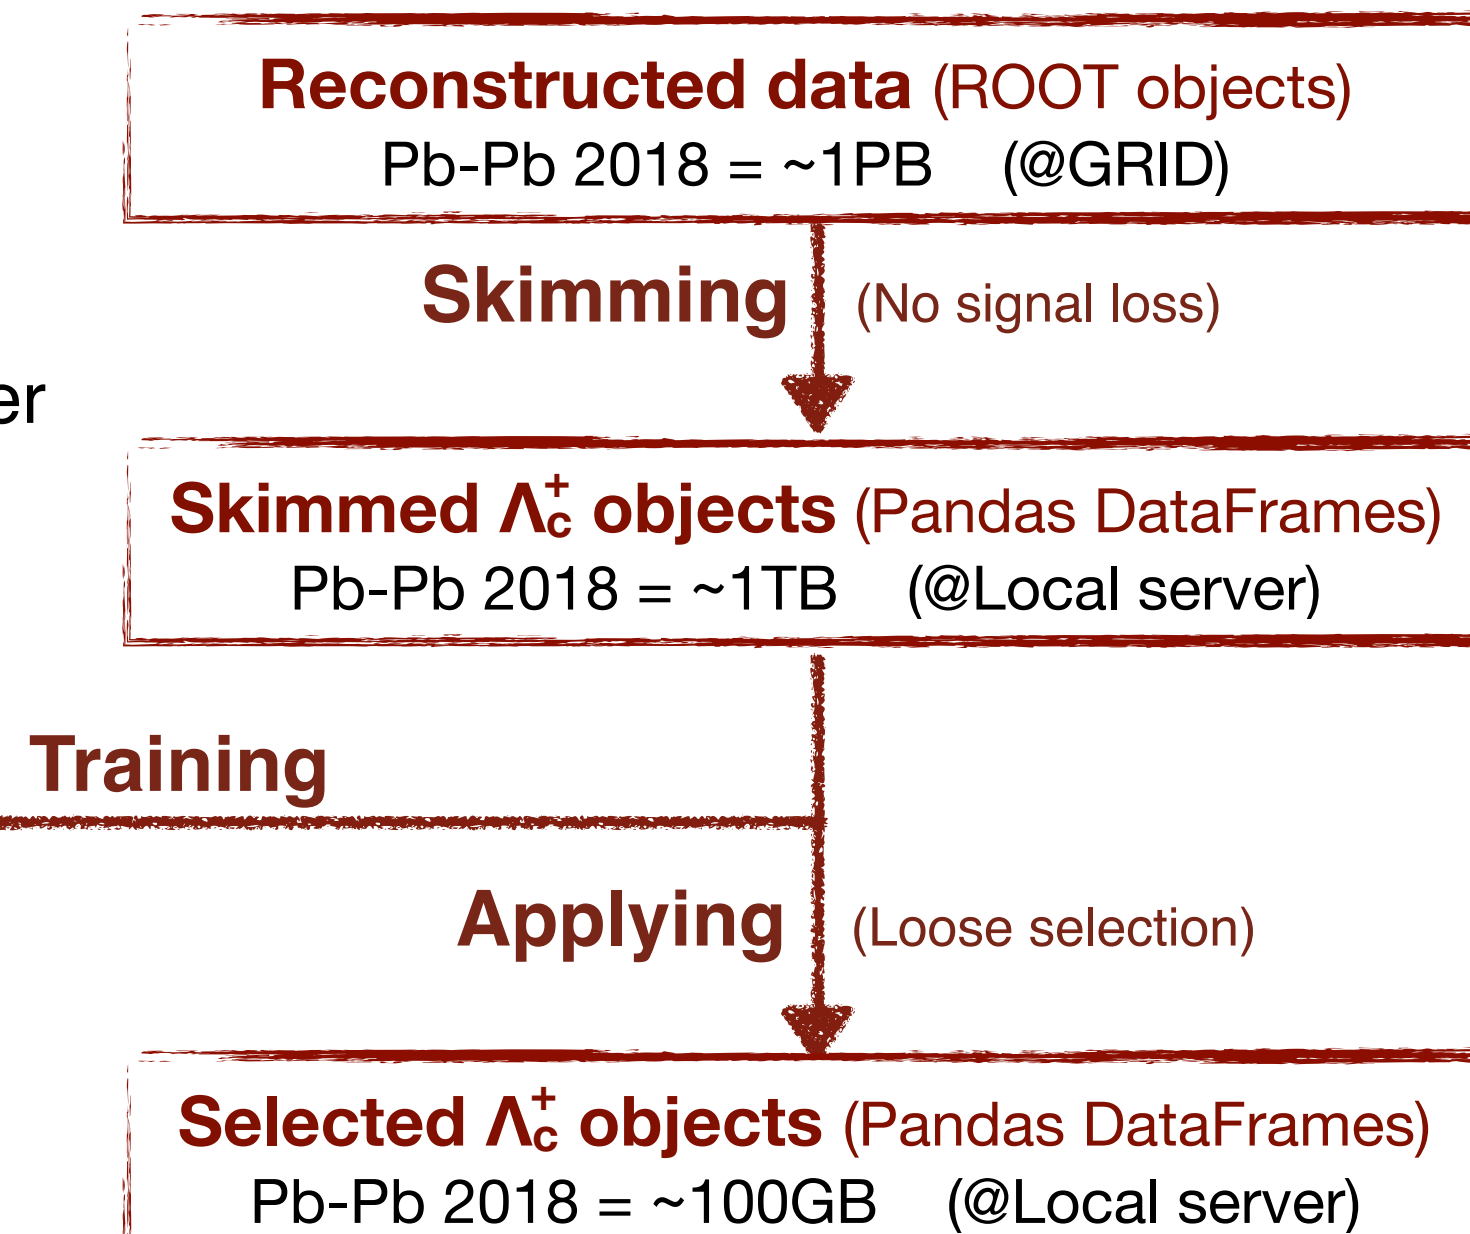 Reconstructed data (ROOT objects)
Pb-Pb 2018 = ~1PB (@GRID)
Skimming (No signal loss)
er
Skimmed Λc+ objects (Pandas DataFrames)
Pb-Pb 2018 = ~1TB (@Local server)
Training
Applying (Loose selection)
Selected Λc+ objects (Pandas DataFrames)
Pb-Pb 2018 = ~100GB (@Local server)